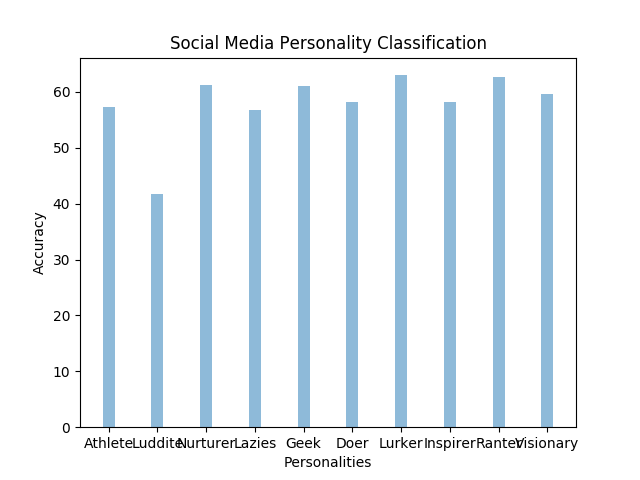 Social Media Personality Classification
Accuracy
60
50
40
30
20
10
0
Athlete Luddite Nurturer Lazies Geek Doer Lurker Inspirer Ranter Visionary
Personalities